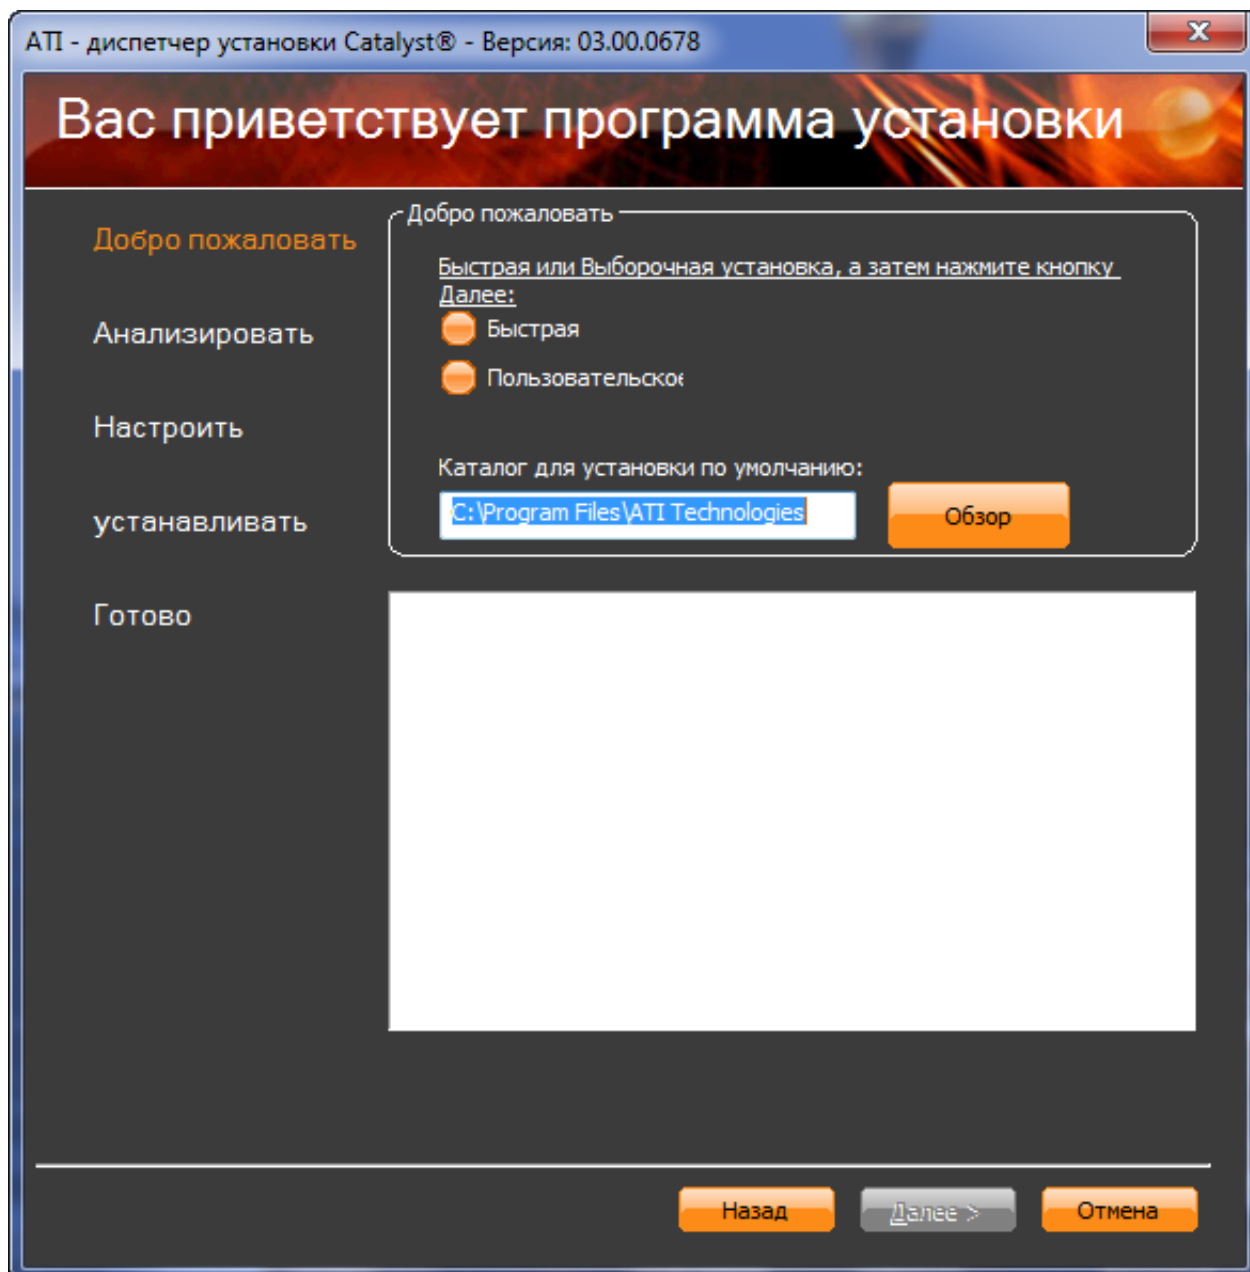 ATI - диспетчер установки Catalyst® - Версия: 03.00.0678
Вас приветствует программа установки
Добро пожаловать
Анализировать
Настроить
устанавливать
Готово
Добро пожаловать
Быстрая или Выборочная установка, а затем нажмите кнопку
Далее:
Быстрая
Пользовательское
Каталог для установки по умолчанию:
C:\Program Files\ATI Technologies
Обзор
Назад
Далее >
Отмена